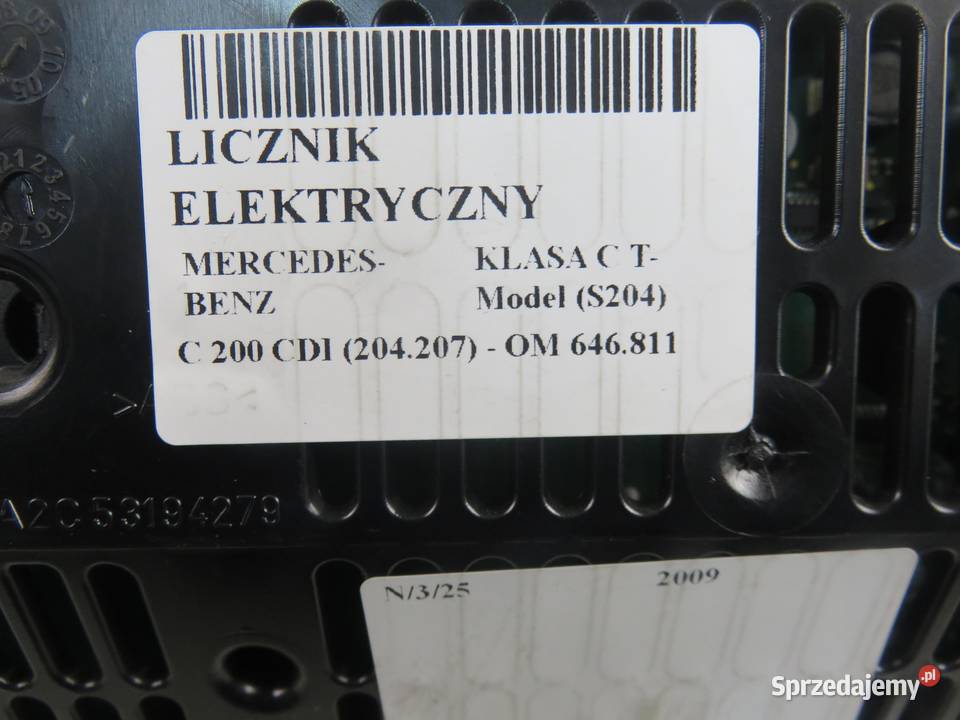 LICZNIK
ELEKTRYCZNY
MERCEDES-
BENZ
KLASA C T-
Model (S204)
C 200 CDI (204.207) - OM 646.811
A2C53194279
N/3/25
2009
Sprzedajemy.pl